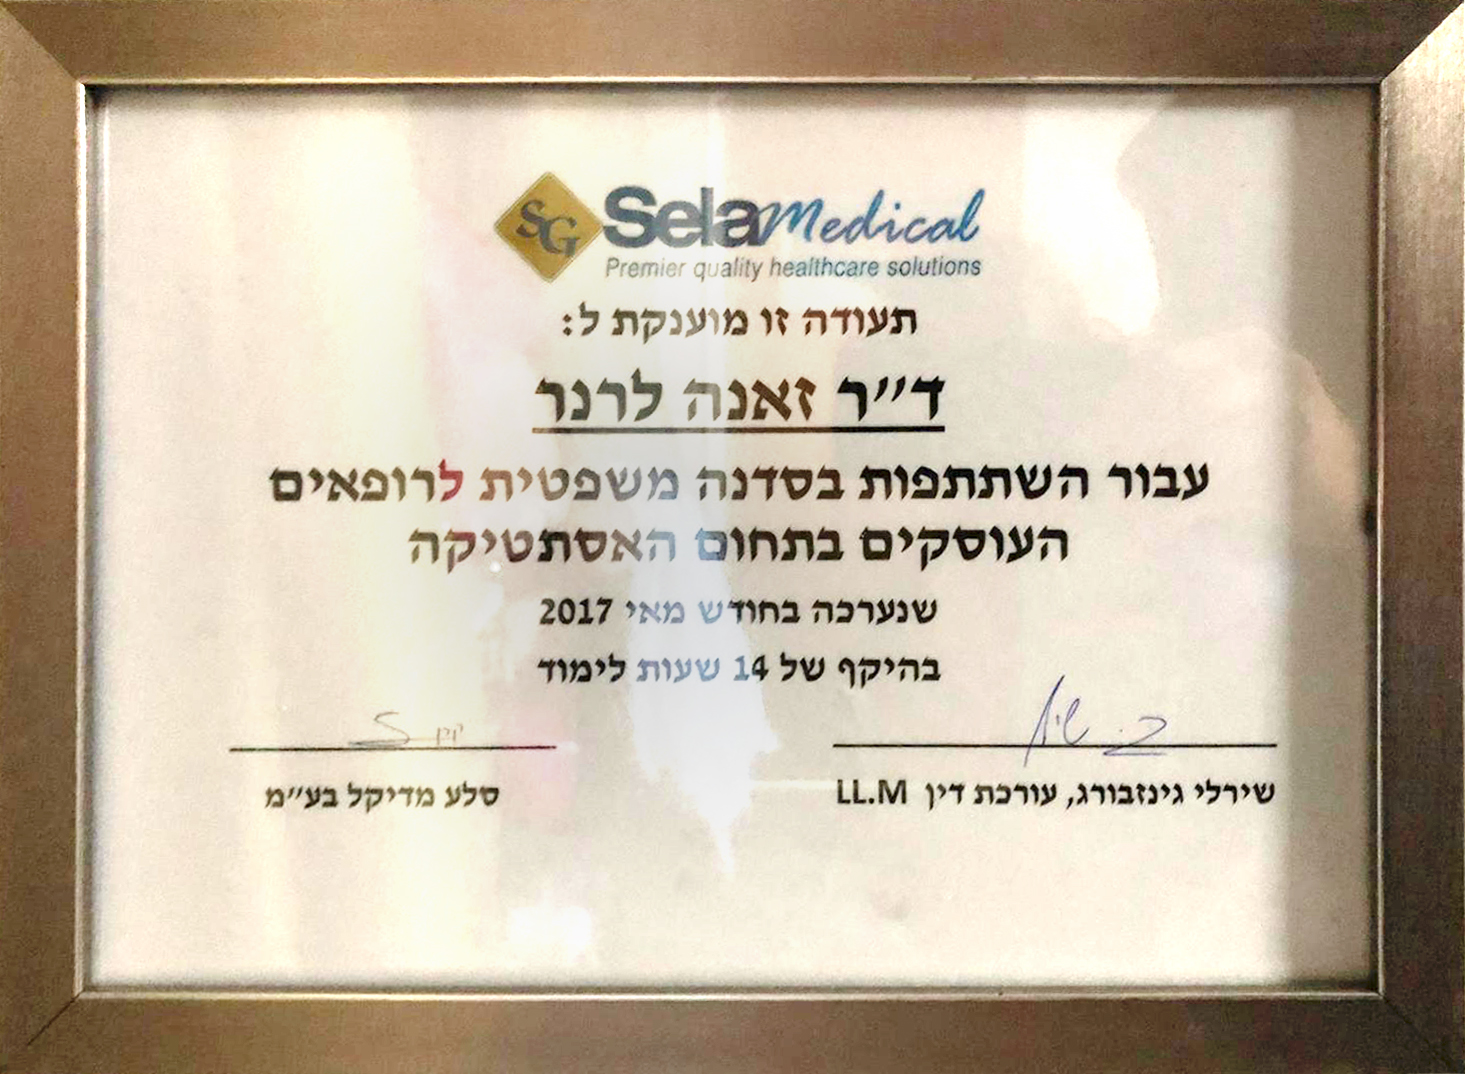 SG Sela Medical
Premier quality healthcare solutions
תעודה זו מוענקת ל:
ד״ר זאנה לרנר
עבור השתתפות בסדנה משפטית לרופאים
העוסקים בתחום האסתטיקה
שנערכה בחודש מאי 2017
בהיקף של 14 שעות לימוד
שירלי גינזבורג, עורכת דין LL.M
סלע מדיקל בע״מ